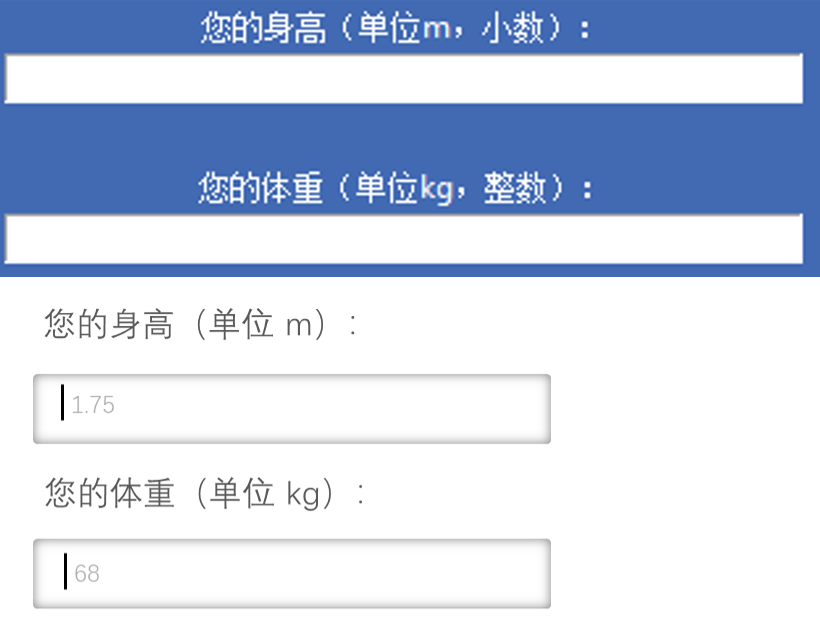 您的身高（单位m，小数）：
您的体重（单位kg，整数）：
您的身高（单位 m）：
1.75
您的体重（单位 kg）：
68